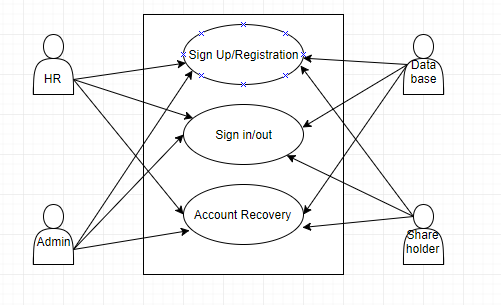 Sign Up/Registration
HR
Data
base
Sign in/out
Account Recovery
Admin
Share
holder